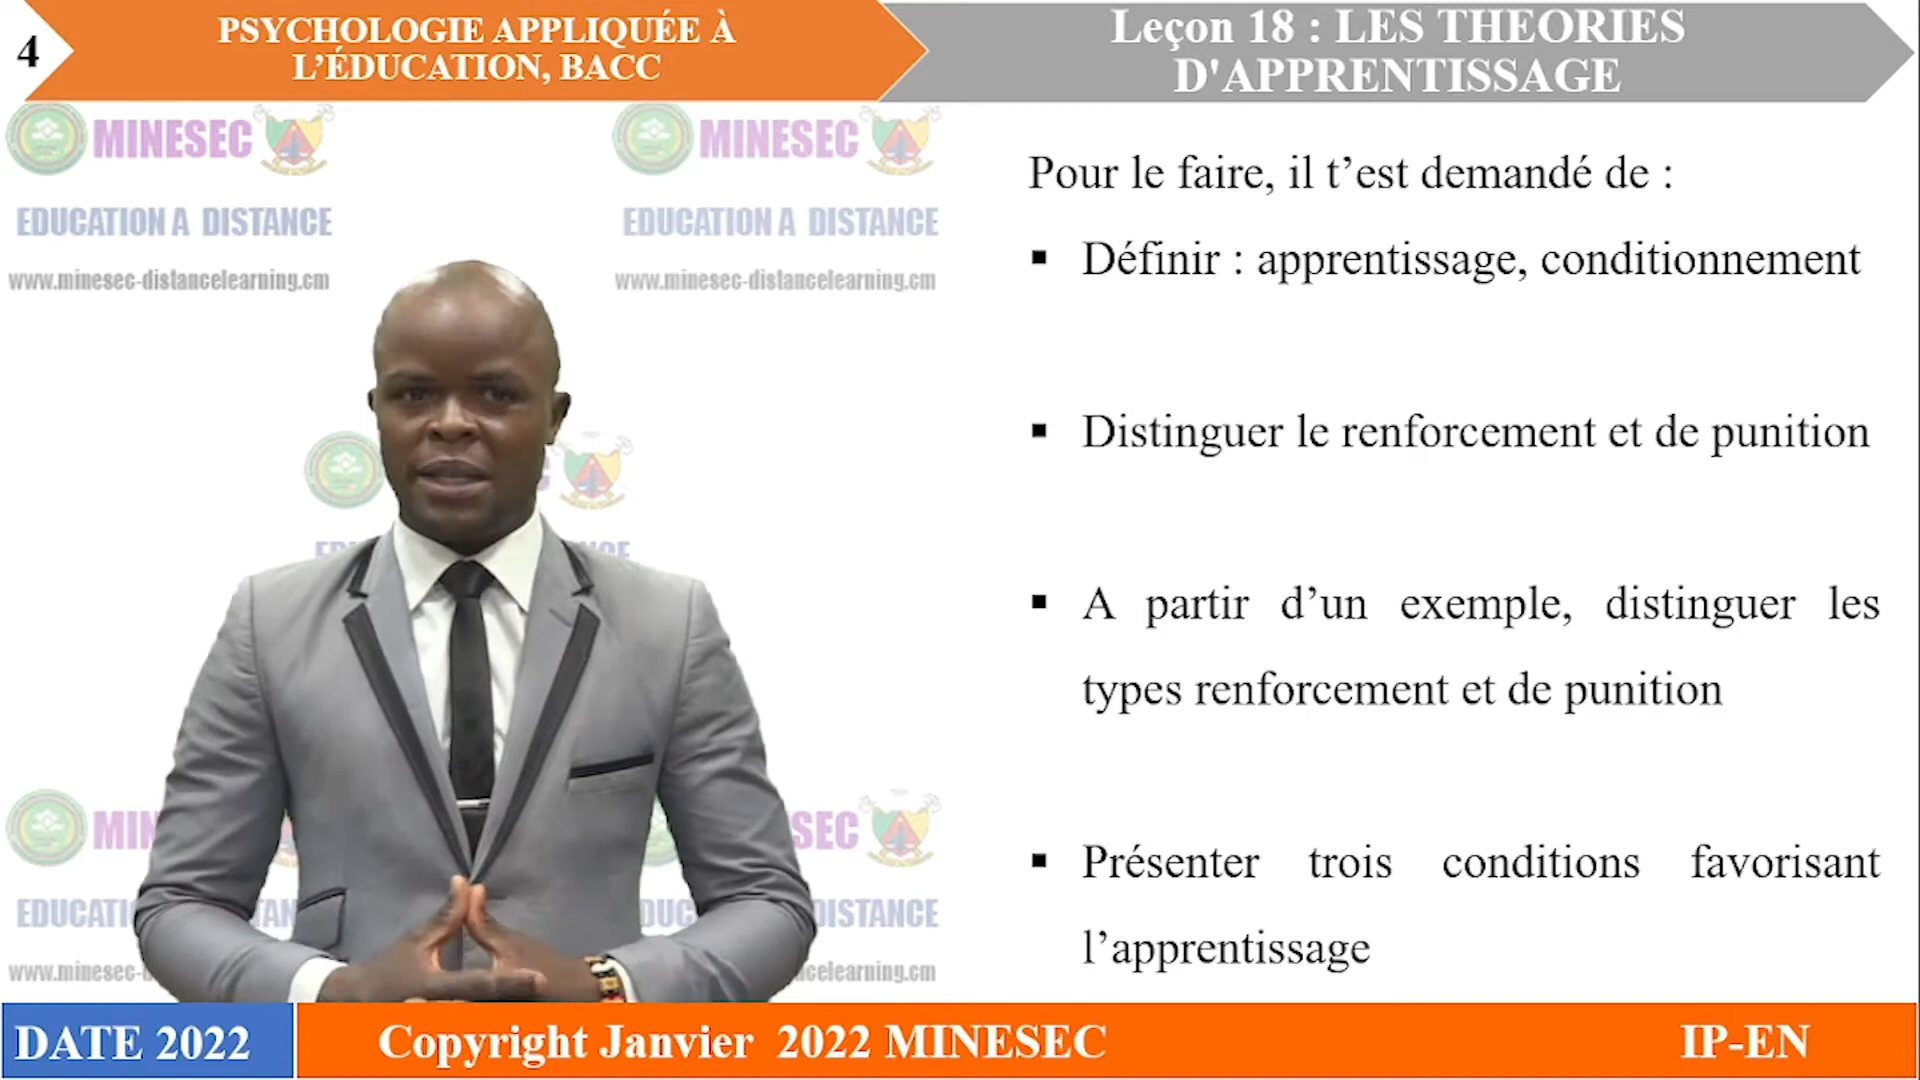 4
PSYCHOLOGIE APPLIQUÉE À
L’ÉDUCATION, BACC
Leçon 18 : LES THEORIES
D'APPRENTISSAGE
MINESEC
EDUCATION A DISTANCE
www.minesec-distancelearning.cm
MINESEC
EDUCATION A DISTANCE
www.minesec-distancelearning.cm
Pour le faire, il t’est demandé de :
▪ Définir : apprentissage, conditionnement
▪ Distinguer le renforcement et de punition
▪ A partir d’un exemple, distinguer les
types renforcement et de punition
▪ Présenter trois conditions favorisant
l’apprentissage
DATE 2022
Copyright Janvier 2022 MINESEC
IP-EN